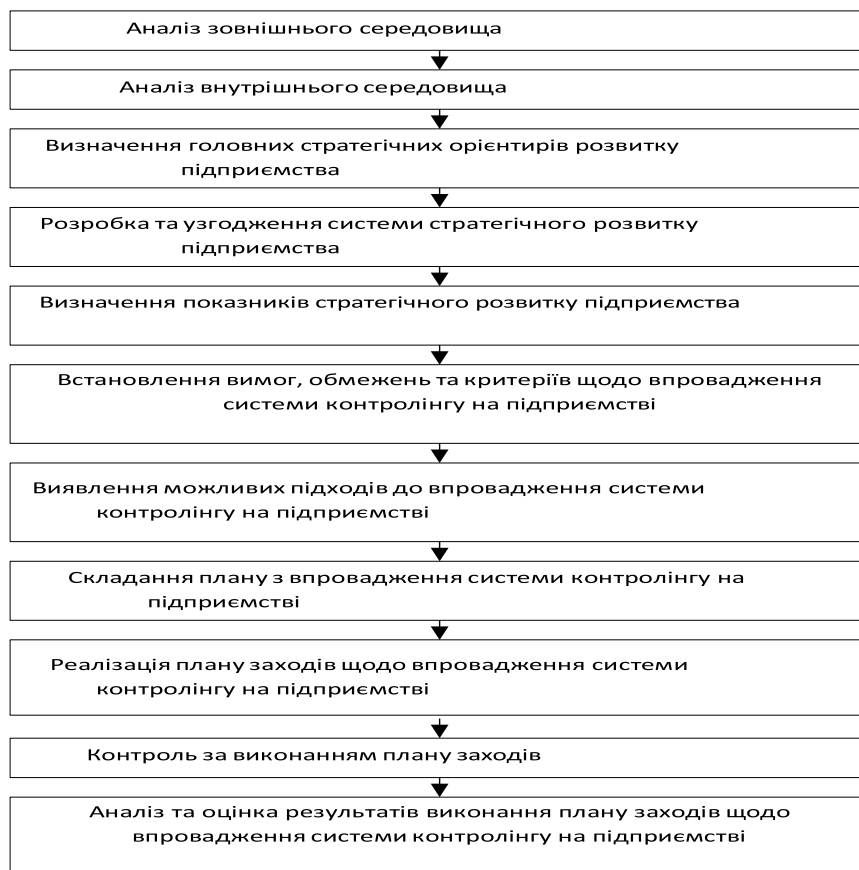 Аналіз зовнішнього середовища
Аналіз внутрішнього середовища
Визначення головних стратегічних орієнтирів розвитку
підприємства
Розробка та узгодження системи стратегічного розвитку
підприємства
Визначення показників стратегічного розвитку підприємства
Встановлення вимог, обмежень та критеріїв щодо впровадження
системи контролінгу на підприємстві
Виявлення можливих підходів до впровадження системи
контролінгу на підприємстві
Складання плану з впровадження системи контролінгу на
підприємстві
Реалізація плану заходів щодо впровадження системи
контролінгу на підприємстві
Контроль за виконанням плану заходів
Аналіз та оцінка результатів виконання плану заходів щодо
впровадження системи контролінгу на підприємстві